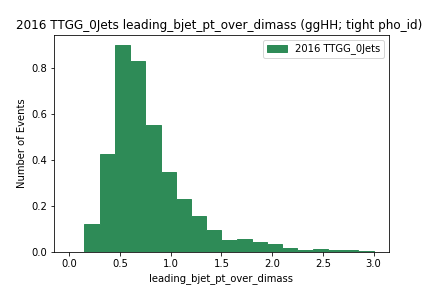 2016 TTGG_0Jets leading_bjet_pt_over_dimass (ggHH; tight pho_id)
2016 TTGG_0Jets
Number of Events
0.8
0.6
0.4
0.2
0.0
0.0 0.5 1.0 1.5 2.0 2.5 3.0
leading_bjet_pt_over_dimass